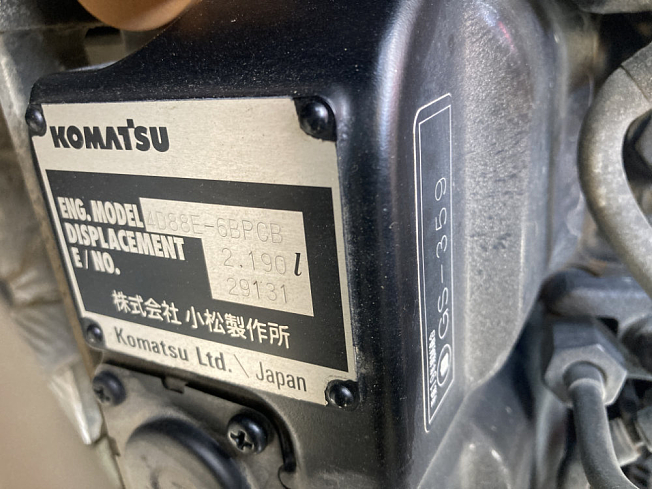 KOMATSU
ENG. MODEL 4D88E-6BPCB
DISPLACEMENT 2.190 l
E / NO. 29131
株式会社 小松製作所
Komatsu Ltd. \ Japan
GS-359